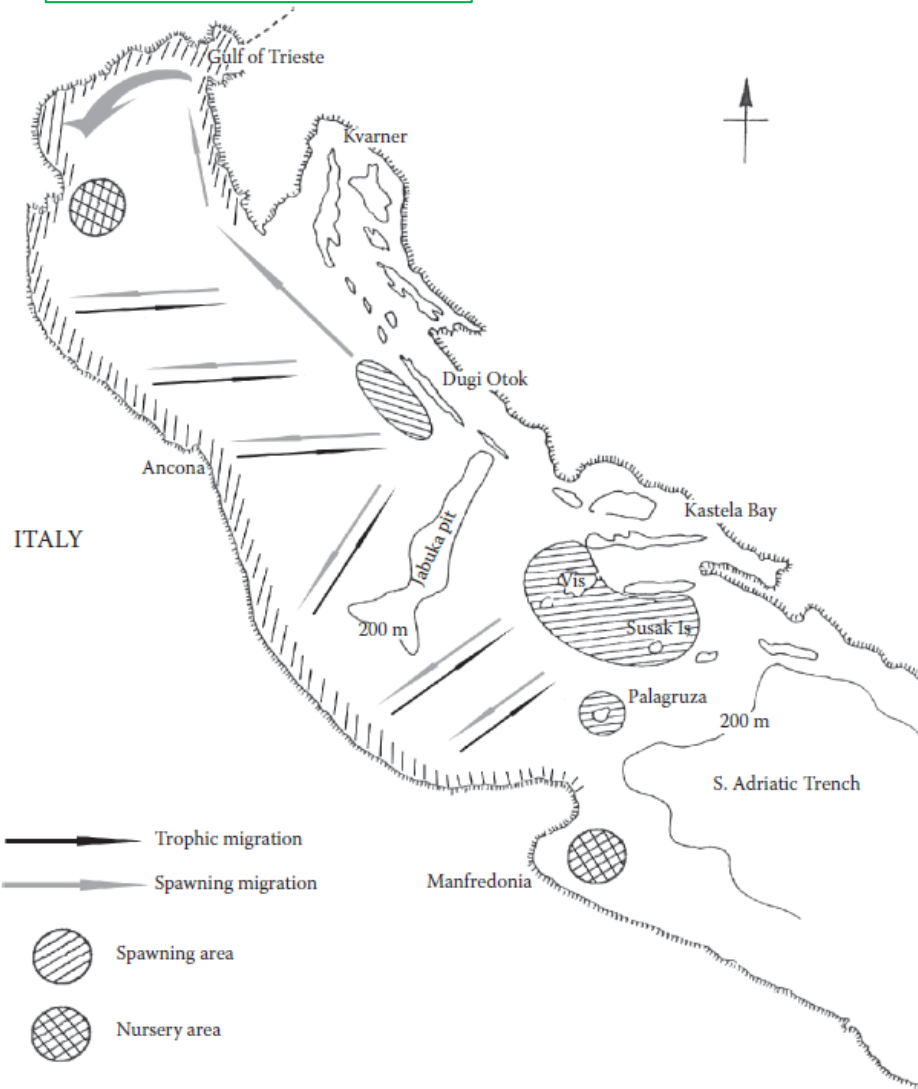 Gulf of Trieste
Kvarner
Dugi Otok
Ancona
Kastela Bay
ITALY
Jabuka pit
Vis
200 m
Susak Is
Palagruza
200 m
S. Adriatic Trench
Trophic migration
Manfredonia
Spawning migration
Spawning area
Nursery area